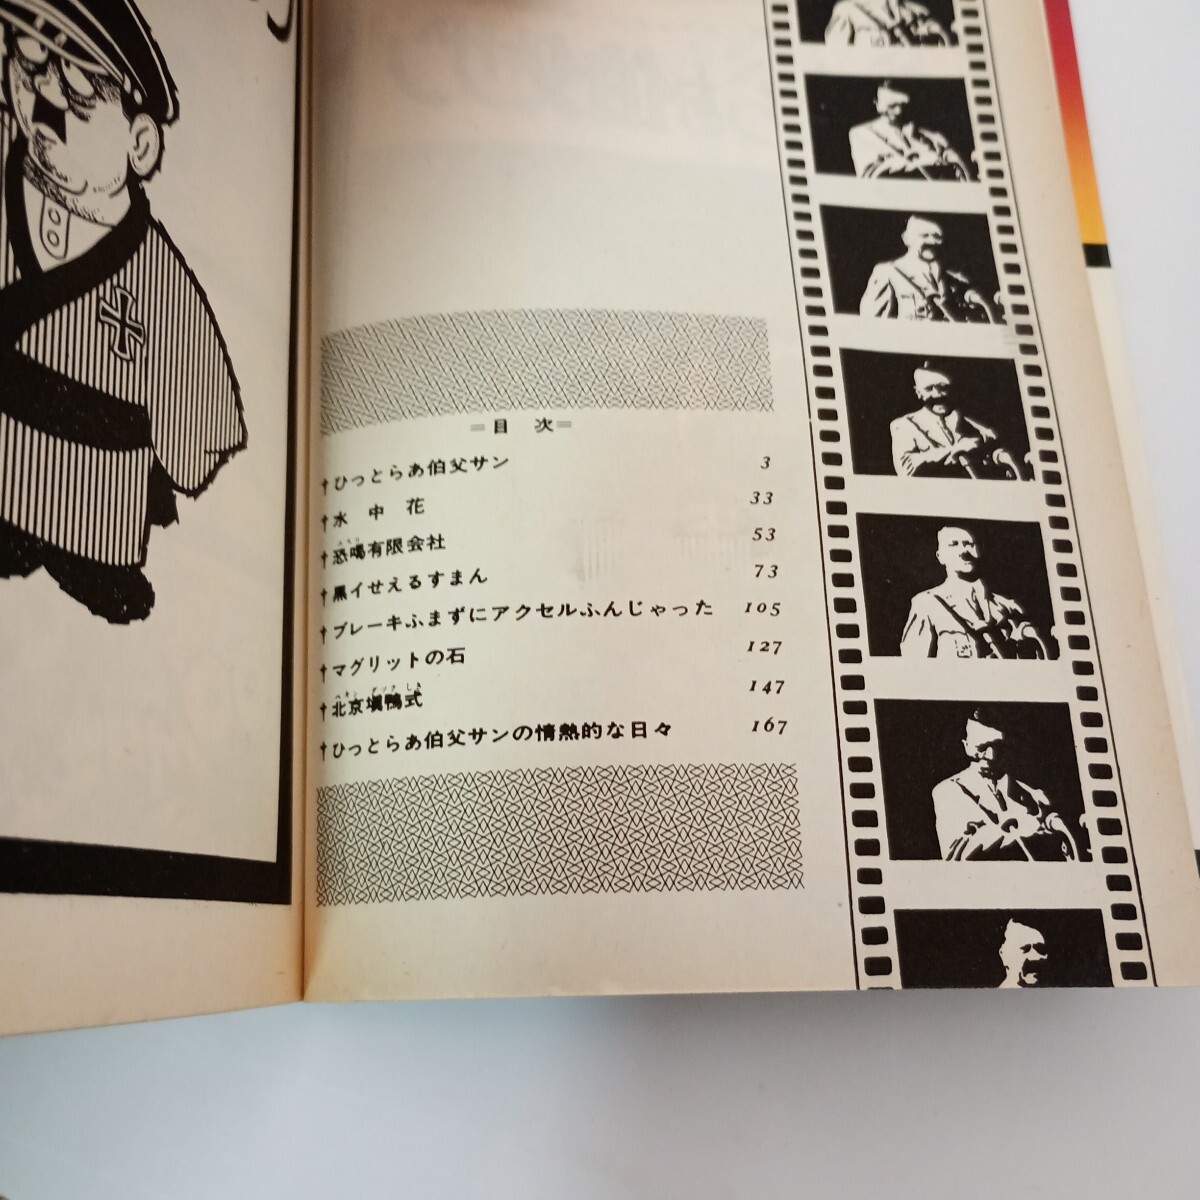 =目 次=
†ひっとらあ伯父サン 3
†水 中 花 33
†恐喝有限会社 53
†黒イせえるすまん 73
†ブレーキふまずにアクセルふんじゃった 105
†マグリットの石 127
†北京填鴨式 147
†ひっとらあ伯父サンの情熱的な日々 167